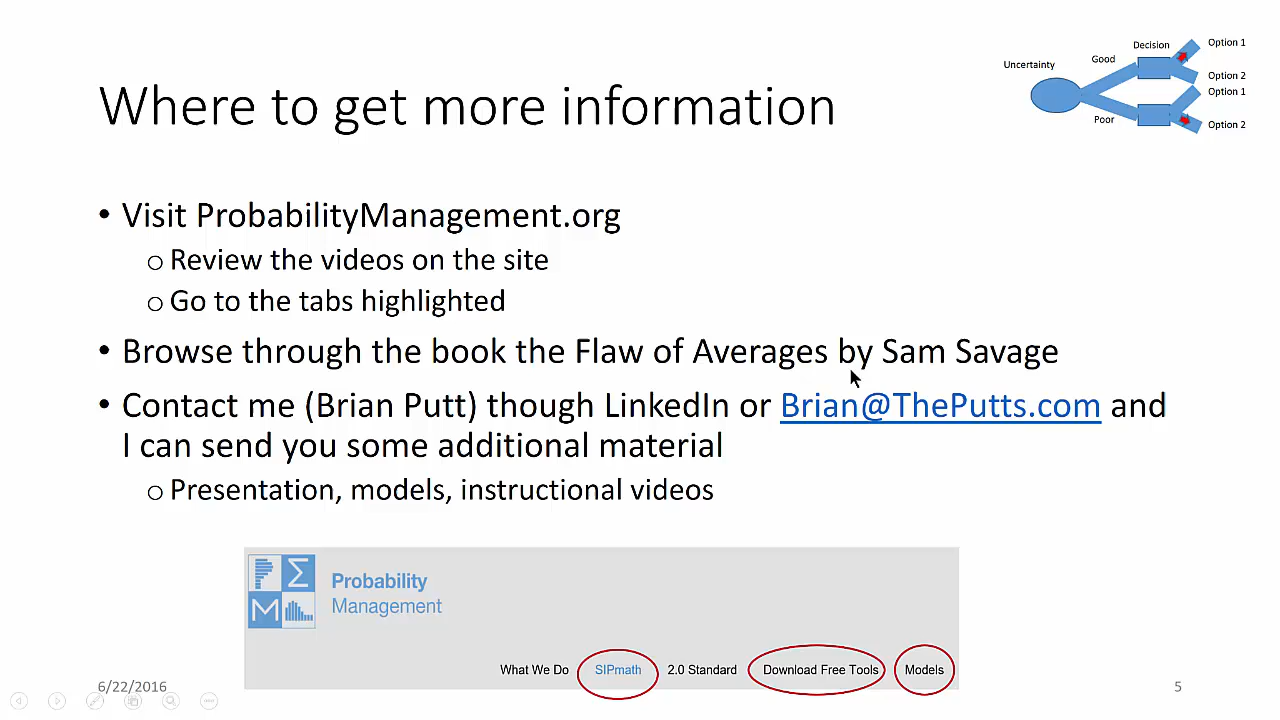 Where to get more information
Uncertainty
Good
Decision
Option 1
Option 2
Option 1
Poor
Option 2
• Visit ProbabilityManagement.org
o Review the videos on the site
o Go to the tabs highlighted
• Browse through the book the Flaw of Averages by Sam Savage
• Contact me (Brian Putt) though LinkedIn or Brian@ThePutts.com and
I can send you some additional material
o Presentation, models, instructional videos
P Σ
M
Probability
Management
What We Do SIPmath 2.0 Standard Download Free Tools Models
6/22/2016
5